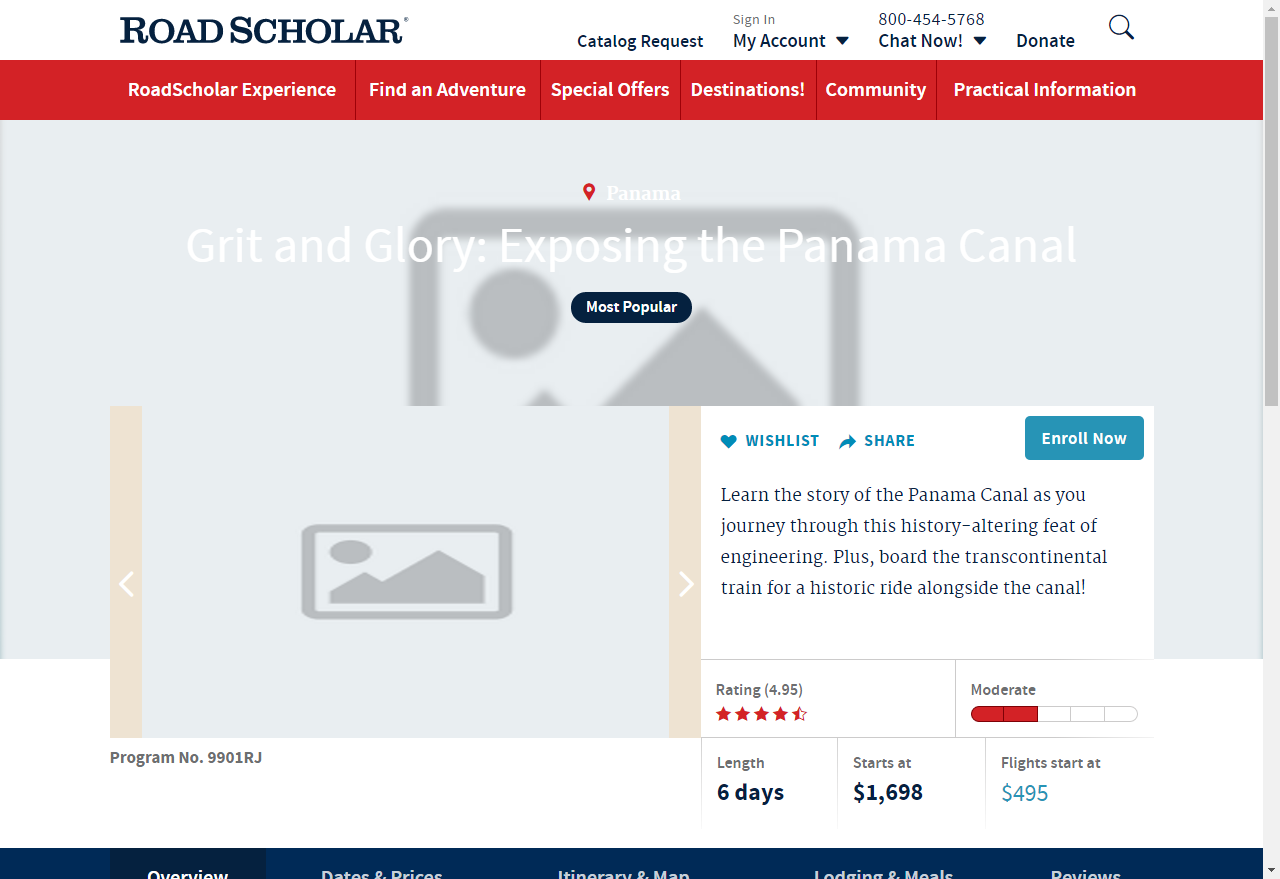 ROAD SCHOLAR®
Sign In
800-454-5768
Catalog Request
My Account
Chat Now!
Donate
RoadScholar Experience
Find an Adventure
Special Offers
Destinations!
Community
Practical Information
Panama
Grit and Glory: Exposing the Panama Canal
Most Popular
WISHLIST
SHARE
Enroll Now
Learn the story of the Panama Canal as you
journey through this history-altering feat of
engineering. Plus, board the transcontinental
train for a historic ride alongside the canal!
Rating (4.95)
Moderate
Program No. 9901RJ
Length
6 days
Starts at
$1,698
Flights start at
$495
Overview
Dates & Prices
Itinerary & Map
Lodging & Meals
Reviews